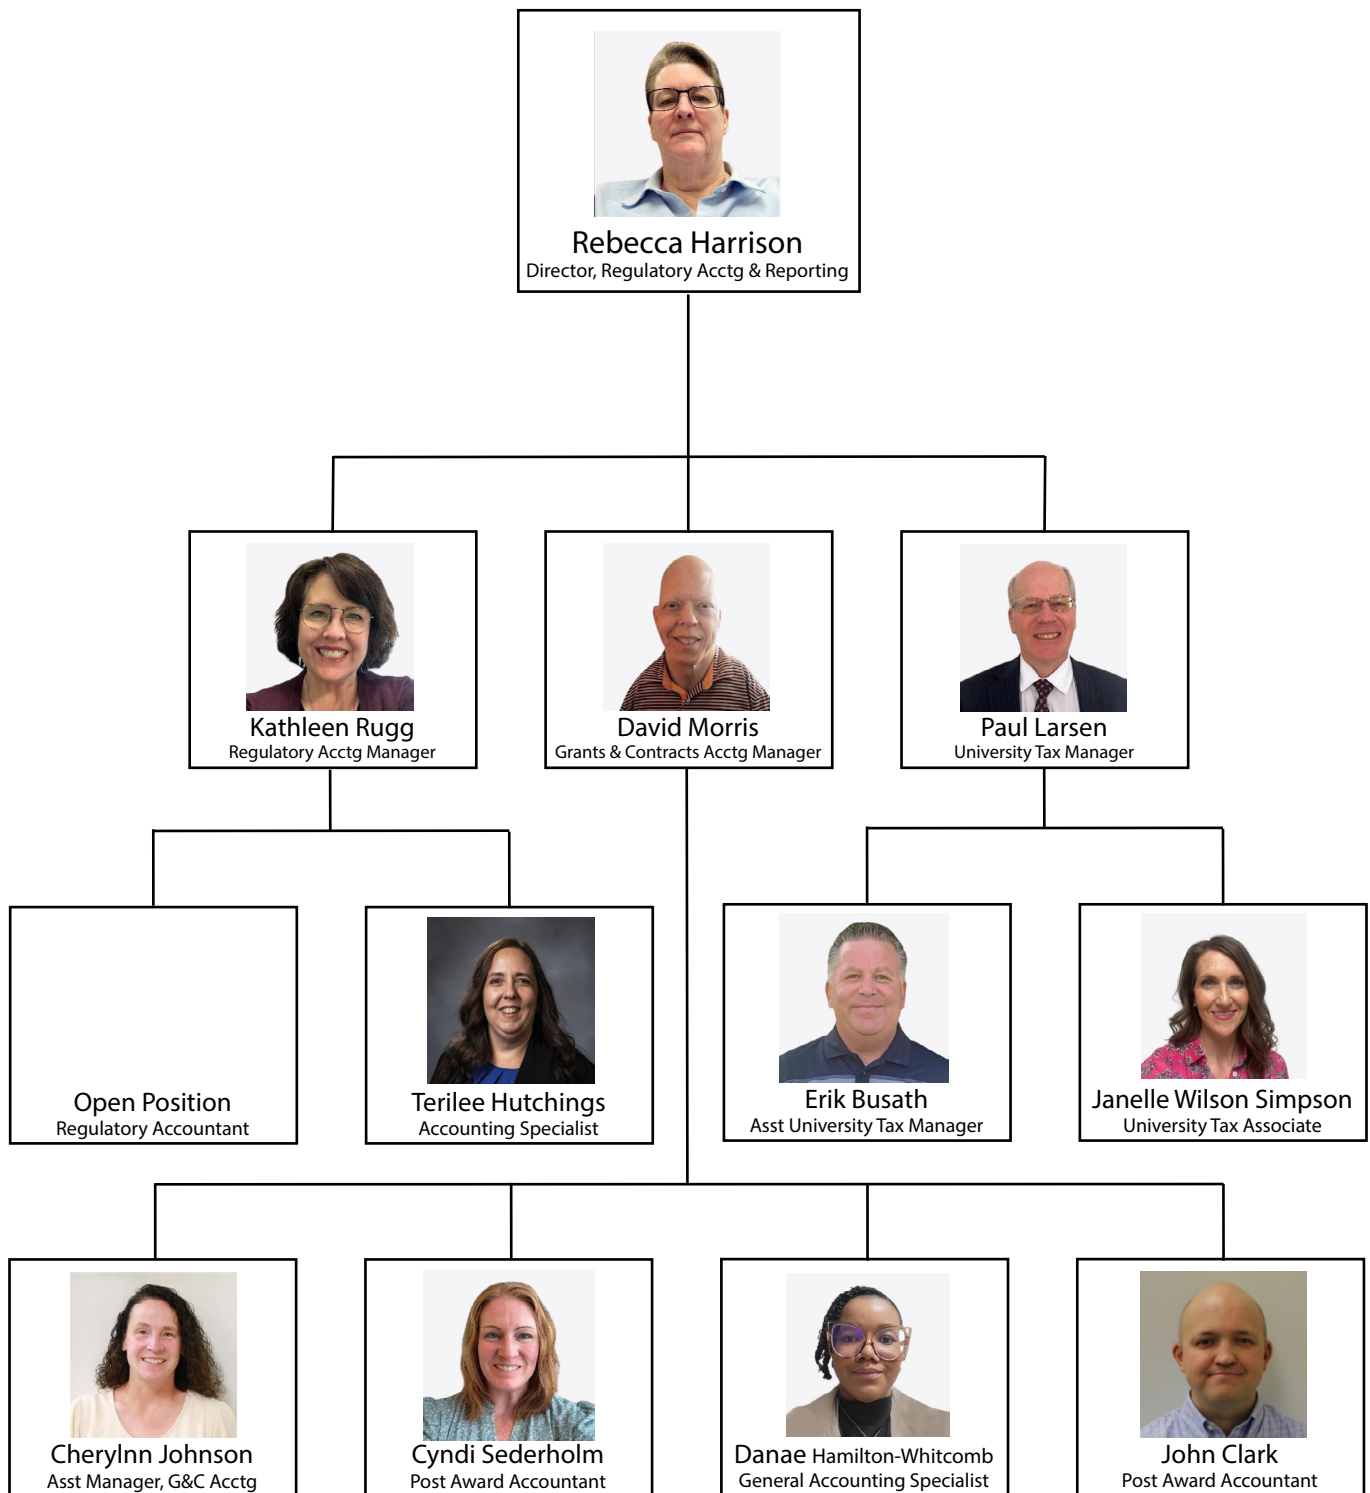 Rebecca Harrison
Director, Regulatory Acctg & Reporting
Kathleen Rugg
Regulatory Acctg Manager
David Morris
Grants & Contracts Acctg Manager
Paul Larsen
University Tax Manager
Open Position
Regulatory Accountant
Terilee Hutchings
Accounting Specialist
Erik Busath
Asst University Tax Manager
Janelle Wilson Simpson
University Tax Associate
Cherylnn Johnson
Asst Manager, G&C Acctg
Cyndi Sederholm
Post Award Accountant
Danae Hamilton-Whitcomb
General Accounting Specialist
John Clark
Post Award Accountant